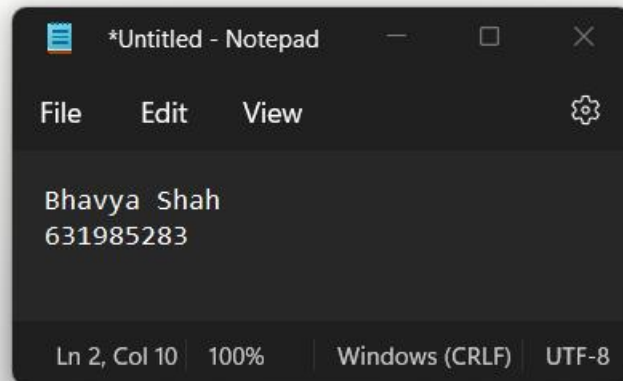 *Untitled - Notepad
File Edit View
Bhavya Shah
631985283
Ln 2, Col 10 100% Windows (CRLF) UTF-8